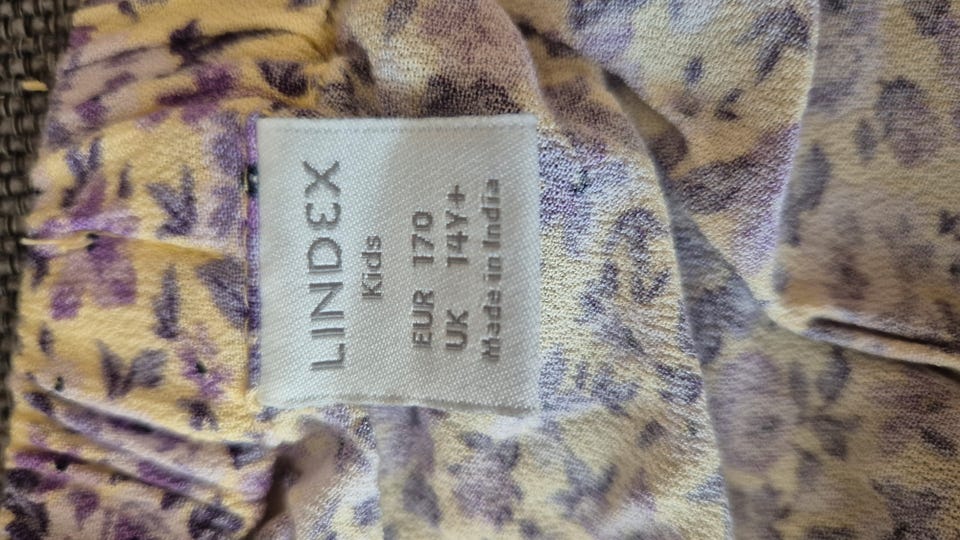 LINDEX
Kids
EUR 170
UK 14Y+
Made in India